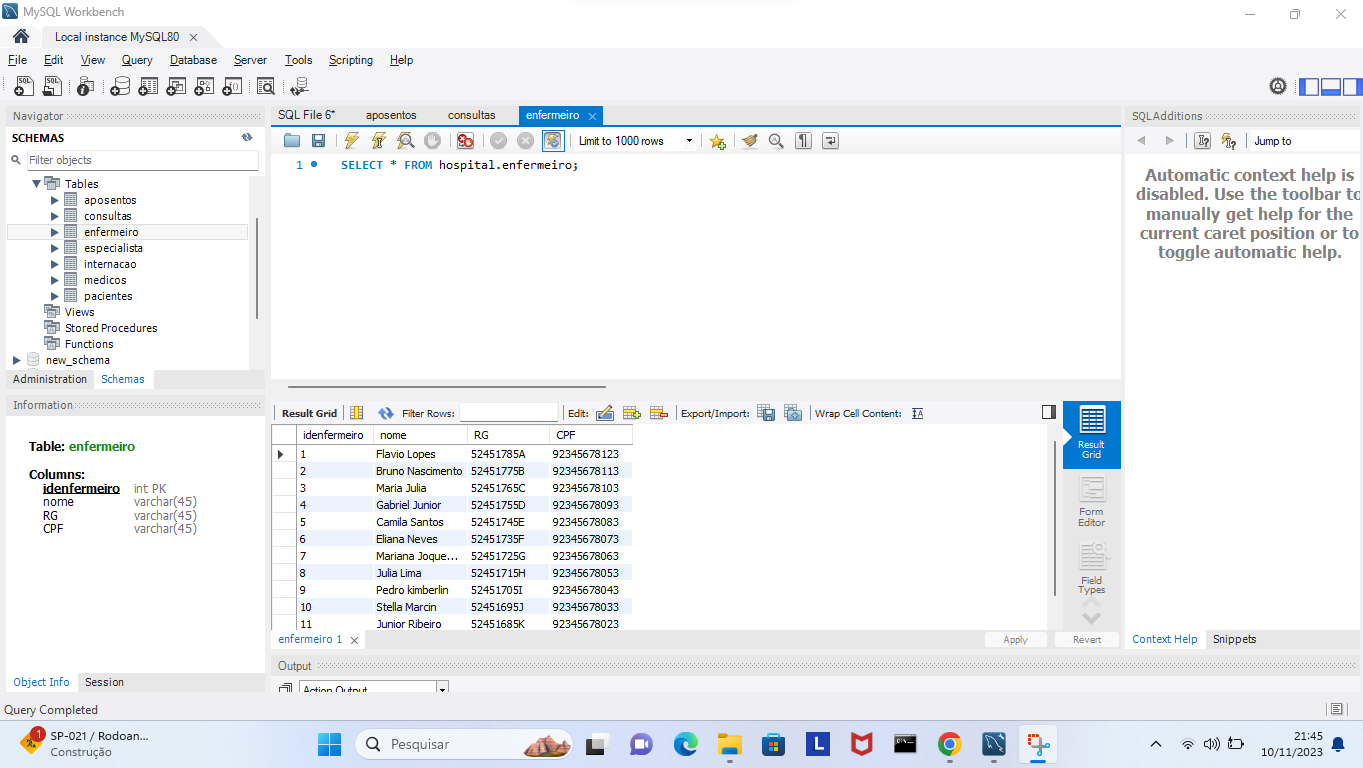 MySQL Workbench
Local instance MySQL80
File Edit View Query Database Server Tools Scripting Help
Navigator
SCHEMAS
Filter objects
Tables
aposentos
consultas
enfermeiro
especialista
internacao
medicos
pacientes
Views
Stored Procedures
Functions
new_schema
Administration Schemas
Information
Table: enfermeiro
Columns:
idenfermeiro int PK
nome varchar(45)
RG varchar(45)
CPF varchar(45)
Object Info Session
SQL File 6* aposentos consultas enfermeiro
Limit to 1000 rows
1 SELECT * FROM hospital.enfermeiro;
Result Grid Filter Rows: Edit: Export/Import: Wrap Cell Content:
idenfermeiro nome RG CPF
1 Flavio Lopes 52451785A 92345678123
2 Bruno Nascimento 52451775B 92345678113
3 Maria Julia 52451765C 92345678103
4 Gabriel Junior 52451755D 92345678093
5 Camila Santos 52451745E 92345678083
6 Eliana Neves 52451735F 92345678073
7 Mariana Joque... 52451725G 92345678063
8 Julia Lima 52451715H 92345678053
9 Pedro kimberlin 52451705I 92345678043
10 Stella Marcin 52451695J 92345678033
11 Junior Ribeiro 52451685K 92345678023
Result
Grid
Form
Editor
Field
Types
enfermeiro 1 Apply Revert
Output
Action Output
SQLAdditions
Jump to
Automatic context help is
disabled. Use the toolbar to
manually get help for the
current caret position or to
toggle automatic help.
Context Help Snippets
Query Completed
1
SP-021 / Rodoan...
Construção
Pesquisar
21:45
10/11/2023